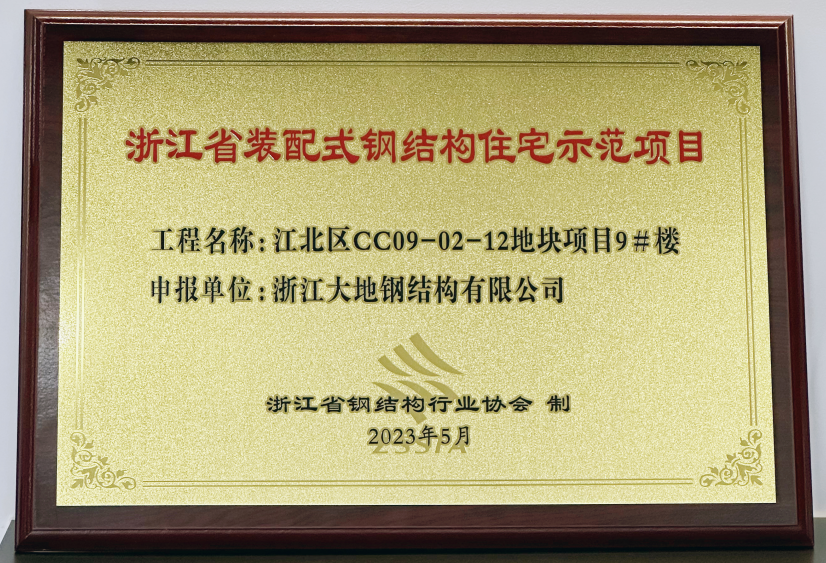 浙江省装配式钢结构住宅示范项目
工程名称：江北区CC09-02-12地块项目9#楼
申报单位：浙江大地钢结构有限公司
浙江省钢结构行业协会 制
2023年5月
ZSSIA